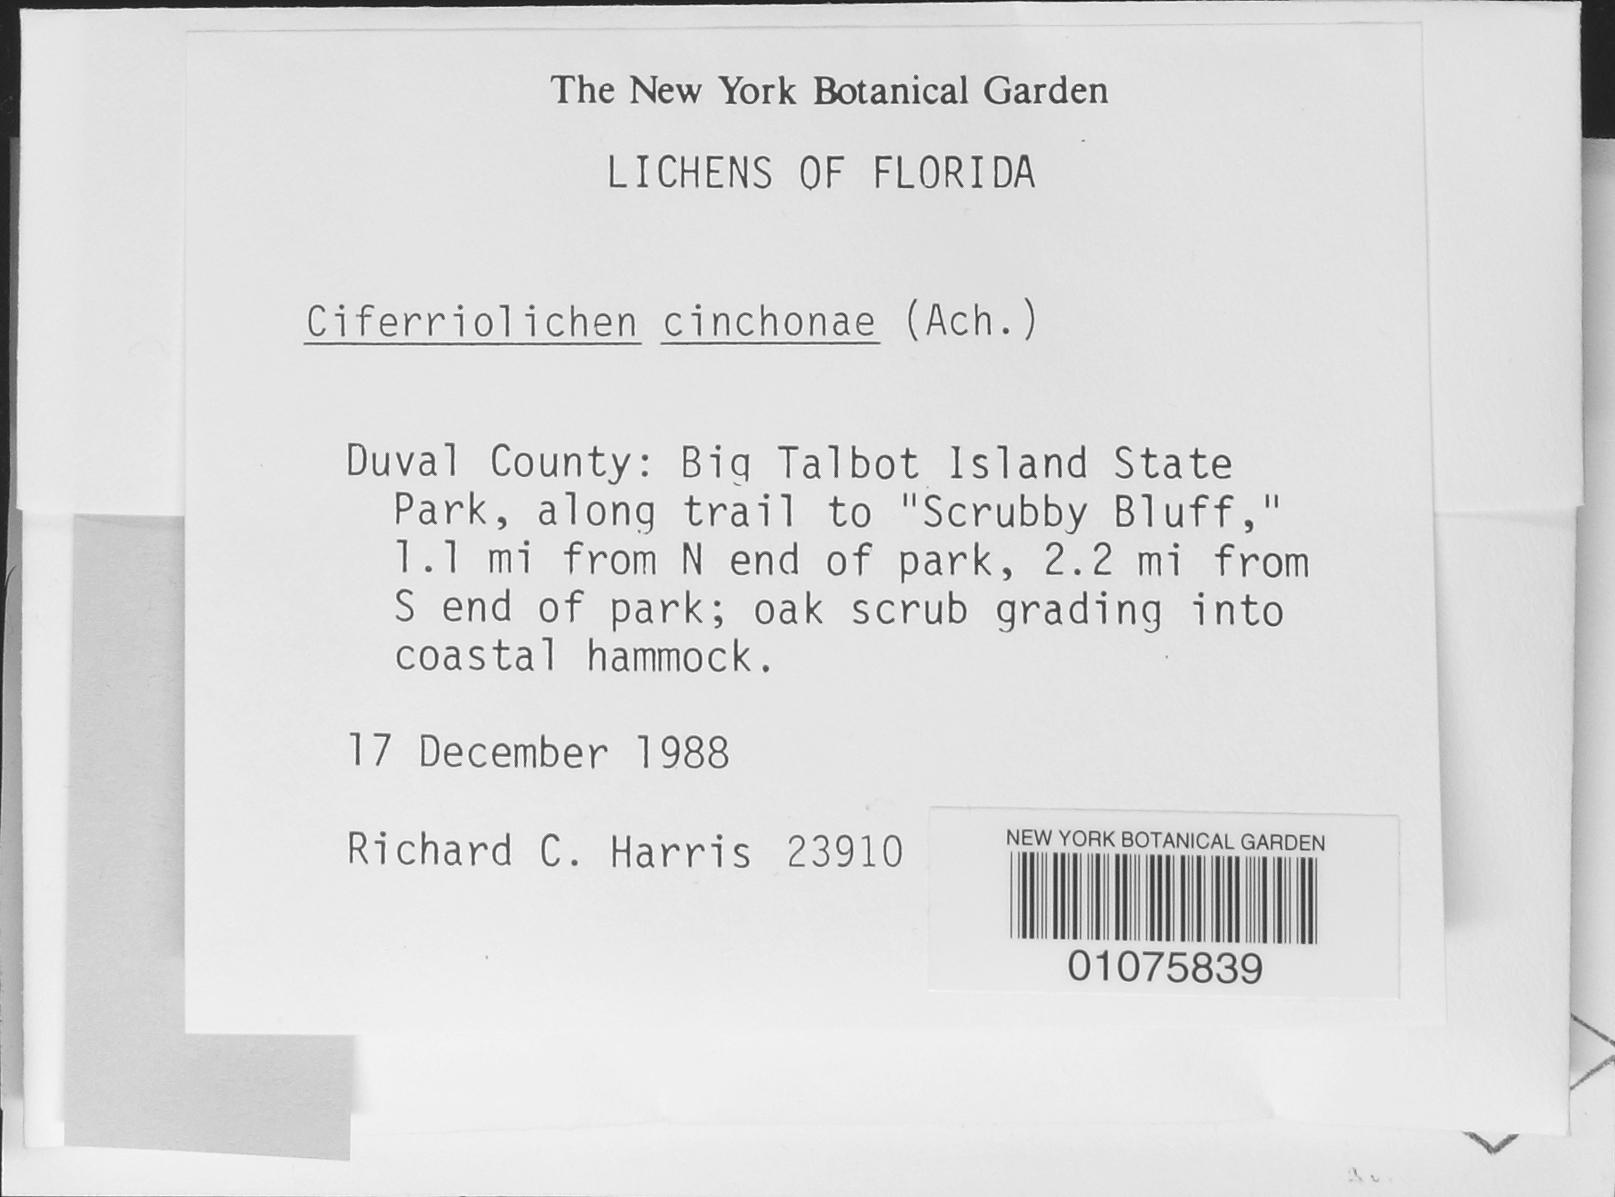 The New York Botanical Garden
LICHENS OF FLORIDA
Ciferriolichen cinchonae (Ach.)
Duval County: Big Talbot Island State
Park, along trail to "Scrubby Bluff,"
1.1 mi from N end of park, 2.2 mi from
S end of park; oak scrub grading into
coastal hammock.
17 December 1988
Richard C. Harris 23910
NEW YORK BOTANICAL GARDEN
01075839